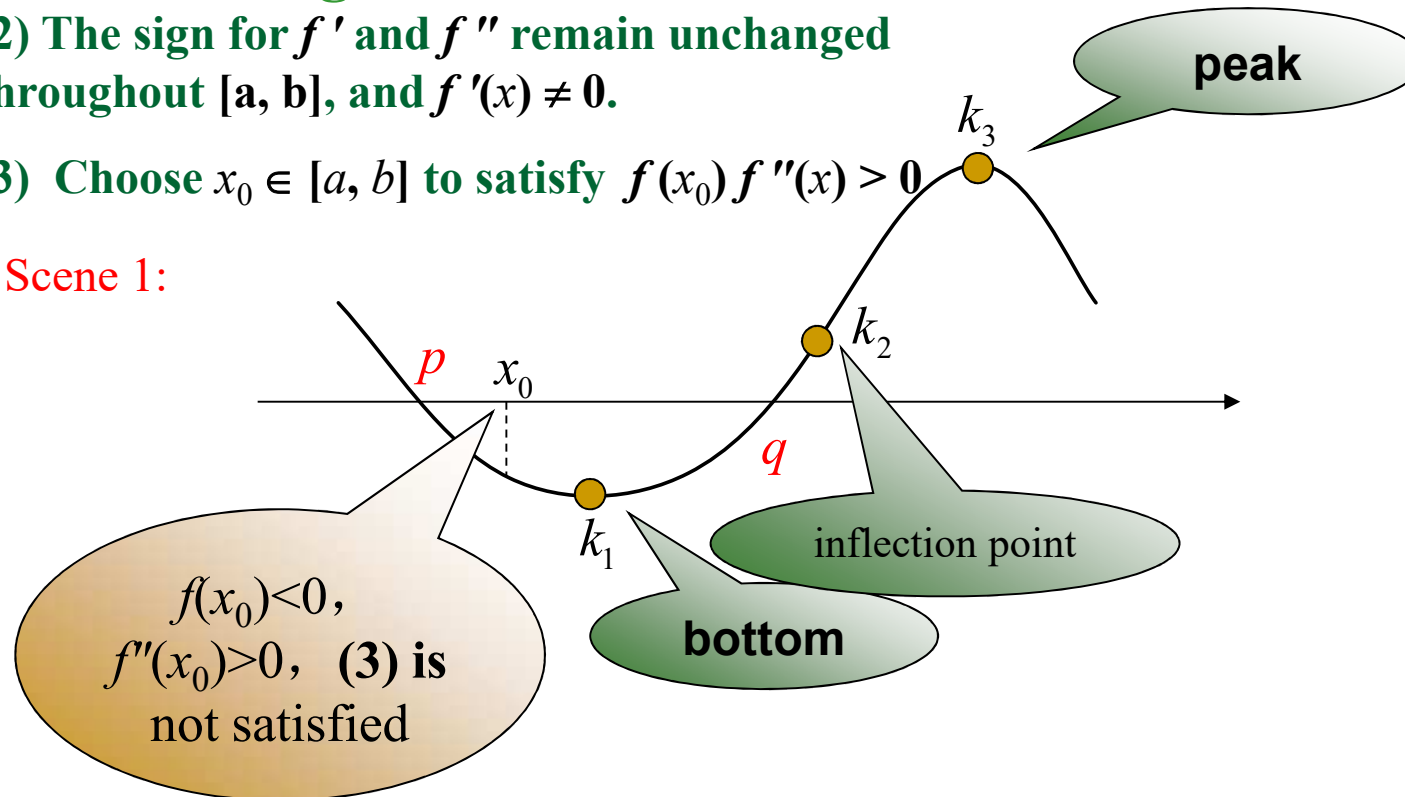 2) The sign for f ′ and f ″ remain unchanged
hroughout [a, b], and f ′(x) ≠ 0.
peak
k₃
3) Choose x₀ ∈ [a, b] to satisfy f (x₀) f ″(x) > 0
Scene 1:
k₂
p
x₀
q
k₁
inflection point
f(x₀)<0,
f″(x₀)>0, (3) is
not satisfied
bottom